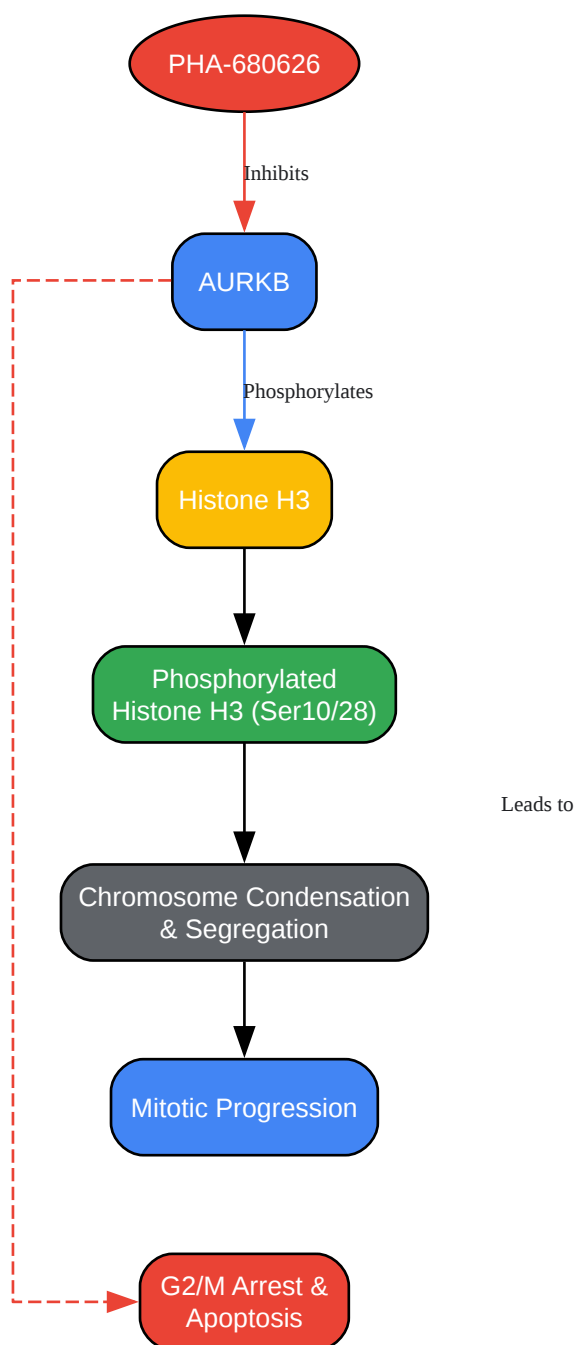 PHA-680626
Inhibits
AURKB
Phosphorylates
Histone H3
Phosphorylated
Histone H3 (Ser10/28)
Leads to
Chromosome Condensation
& Segregation
Mitotic Progression
G2/M Arrest &
Apoptosis